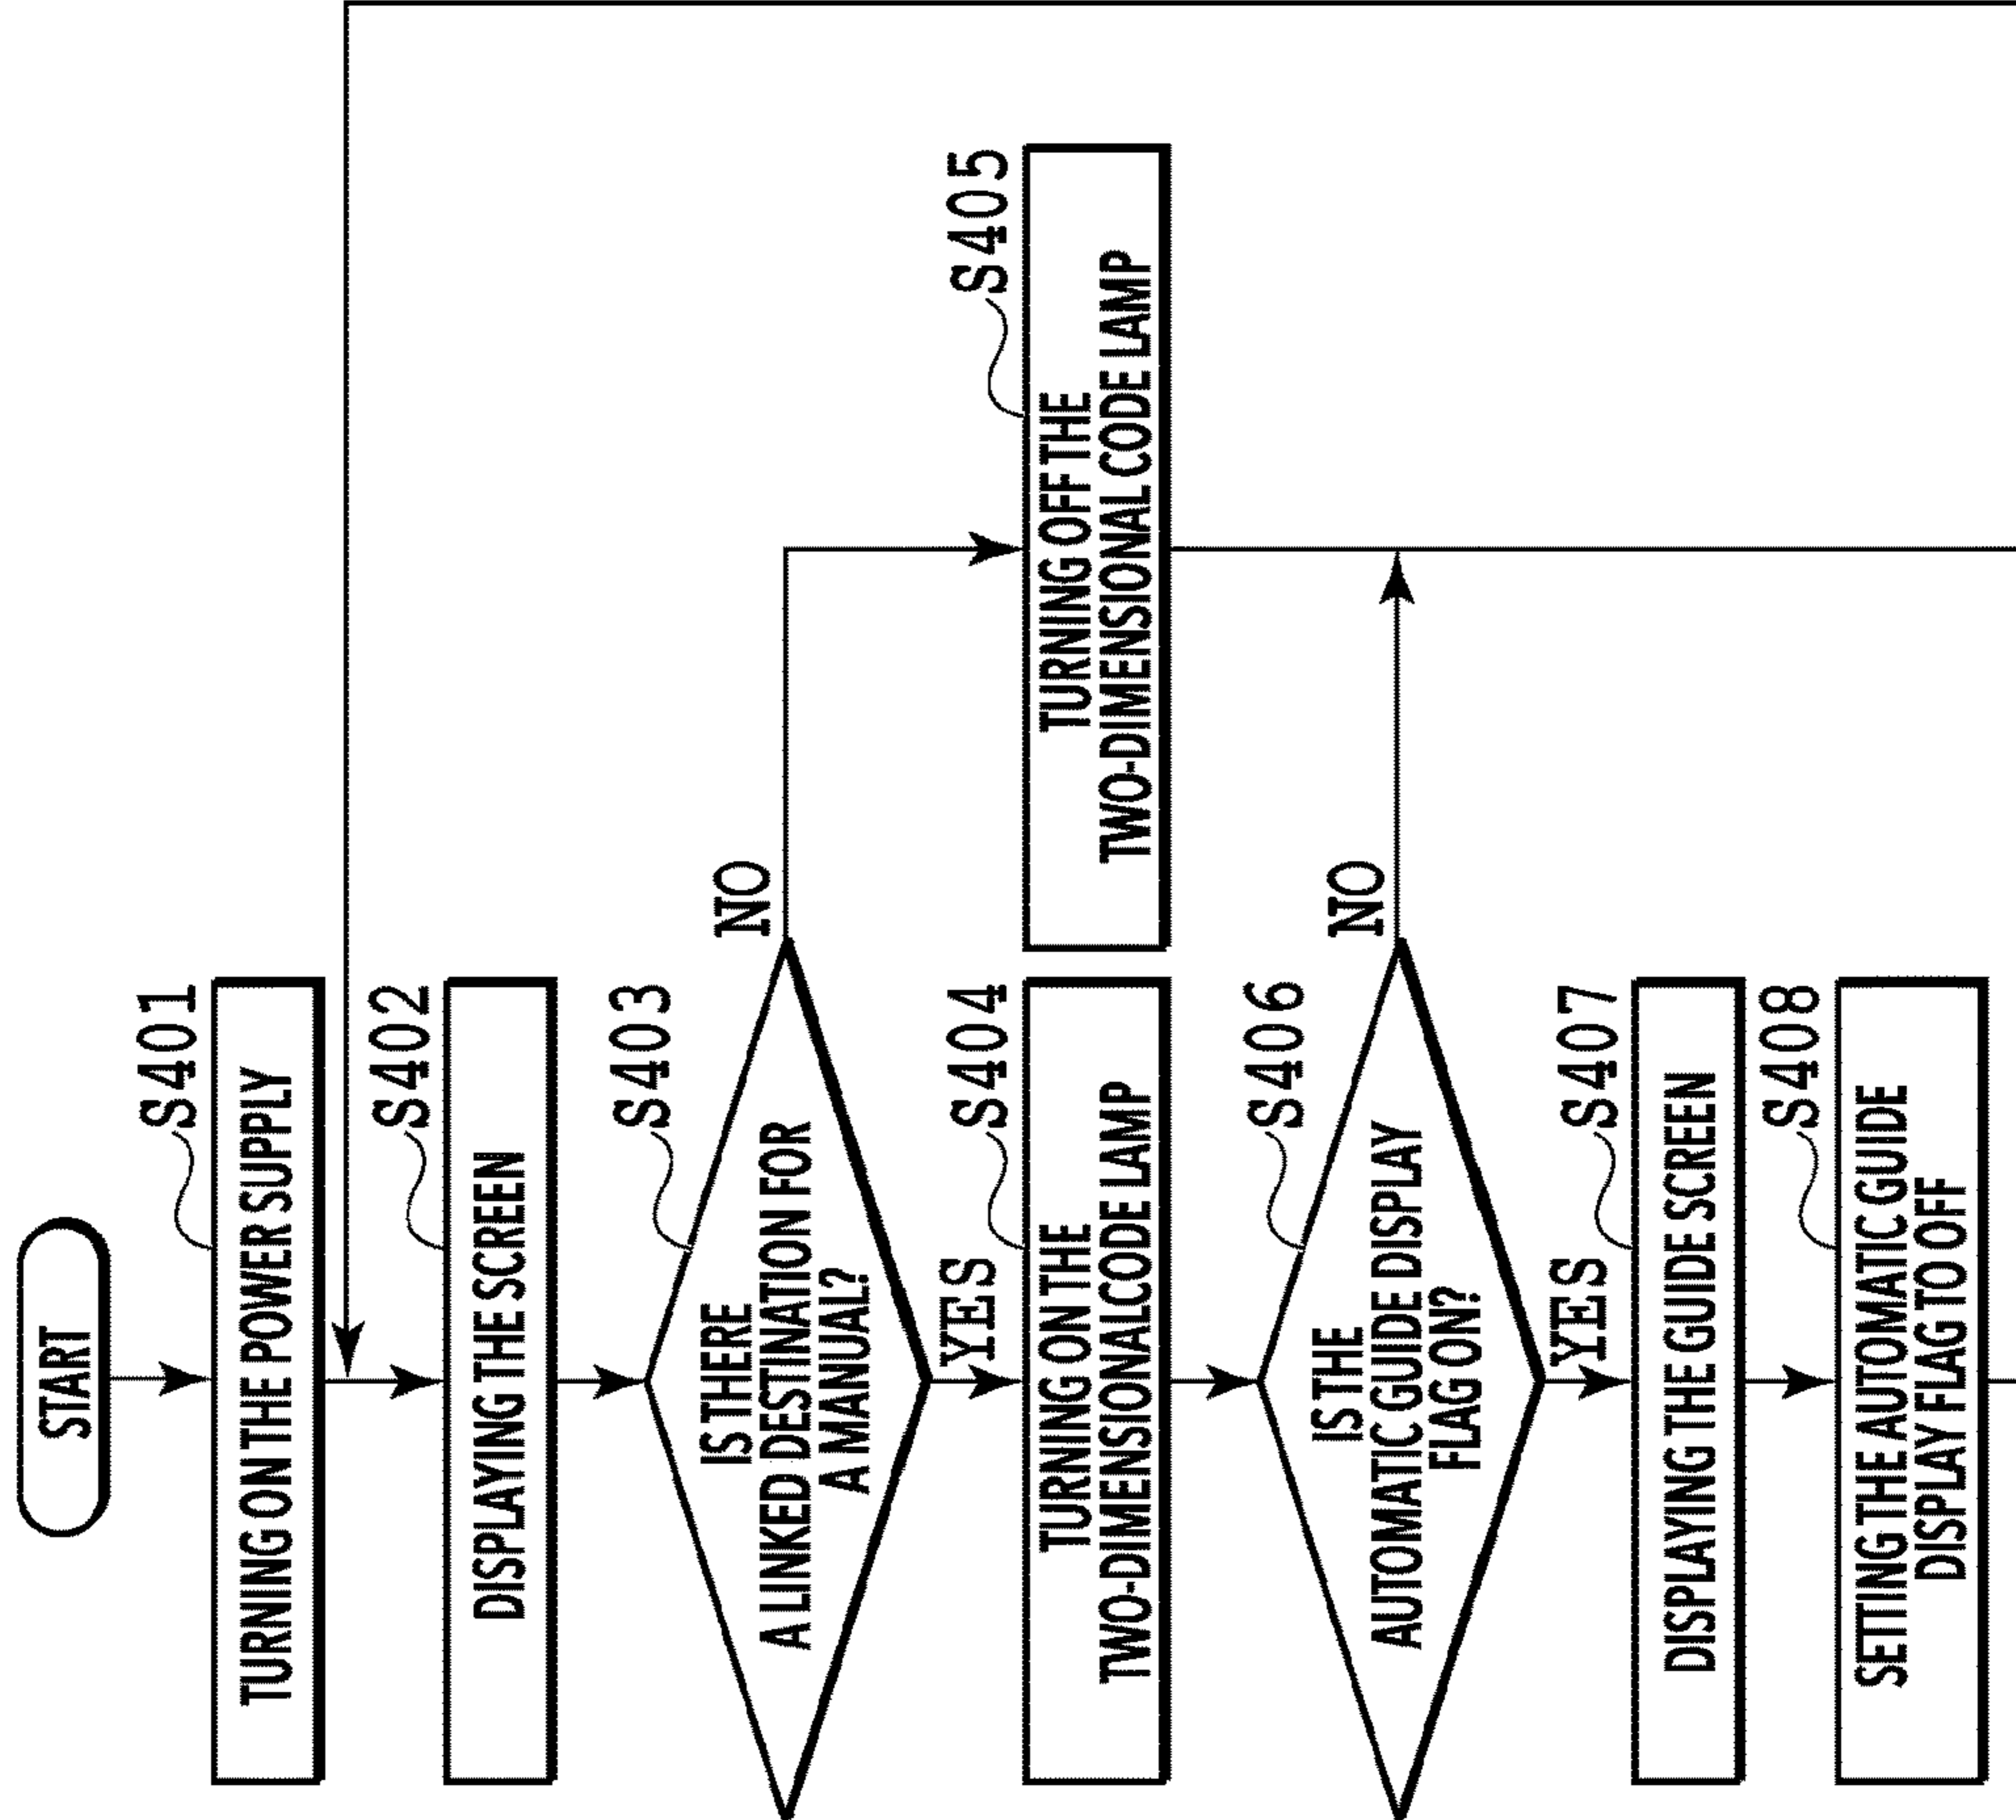 START
S401
TURNING ON THE POWER SUPPLY
S402
DISPLAYING THE SCREEN
S403
IS THERE
A LINKED DESTINATION FOR
A MANUAL?
NO
YES
S404
TURNING ON THE
TWO-DIMENSIONALCODE LAMP
S405
TURNING OFF THE
TWO-DIMENSIONAL CODE LAMP
S406
IS THE
AUTOMATIC GUIDE DISPLAY
FLAG ON?
NO
YES
S407
DISPLAYING THE GUIDE SCREEN
S408
SETTING THE AUTOMATIC GUIDE
DISPLAY FLAG TO OFF